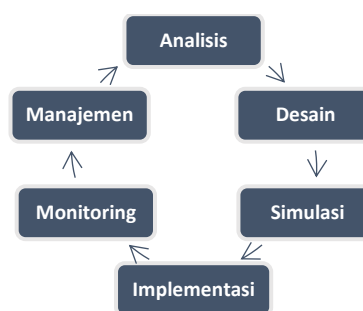 Analisis
Desain
Simulasi
Implementasi
Monitoring
Manajemen